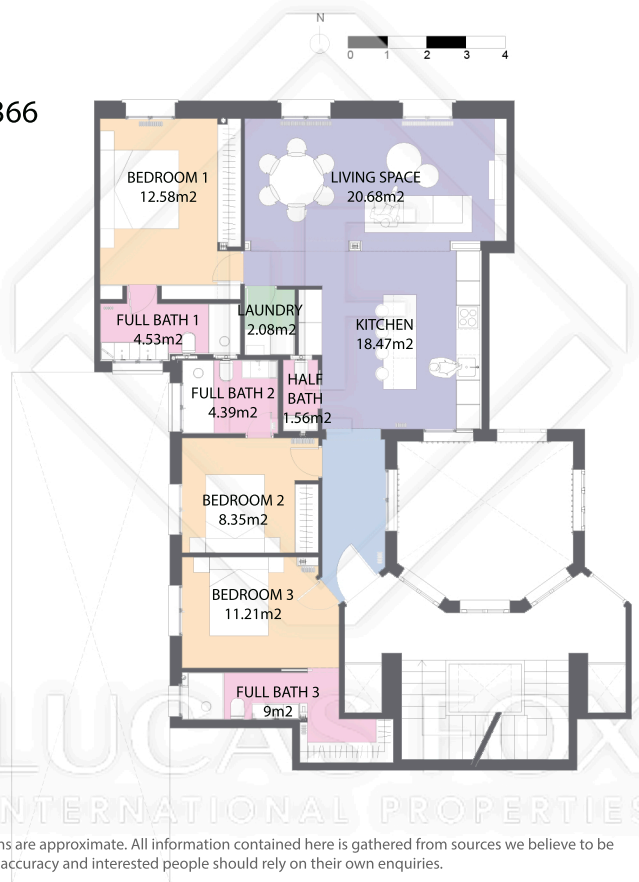 N
0 1 2 3 4
366
BEDROOM 1
12.58m2
LIVING SPACE
20.68m2
FULL BATH 1
4.53m2
LAUNDRY
2.08m2
KITCHEN
18.47m2
FULL BATH 2
4.39m2
HALF
BATH
1.56m2
BEDROOM 2
8.35m2
BEDROOM 3
11.21m2
FULL BATH 3
9m2
LUCAS FOX
INTERNATIONAL PROPERTIES
ns are approximate. All information contained here is gathered from sources we believe to be
accuracy and interested people should rely on their own enquiries.